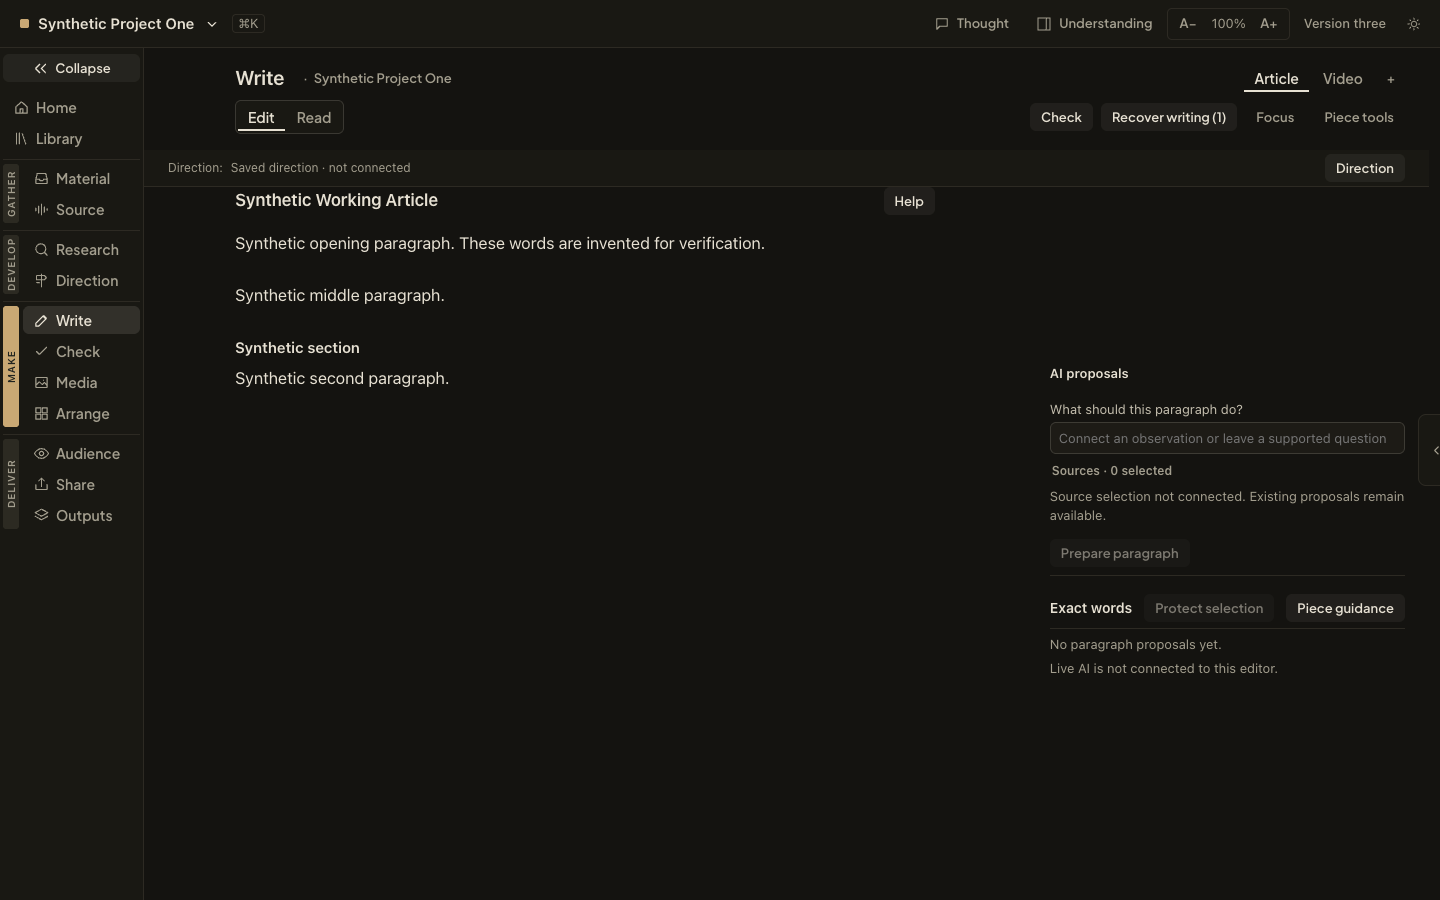 Synthetic Project One ⌘K Thought Understanding A− 100% A+ Version three
Collapse
Home
Library
GATHER
Material
Source
DEVELOP
Research
Direction
MAKE
Write
Check
Media
Arrange
DELIVER
Audience
Share
Outputs
Write · Synthetic Project One Article Video +
Edit Read Check Recover writing (1) Focus Piece tools
Direction: Saved direction · not connected Direction
Synthetic Working Article Help
Synthetic opening paragraph. These words are invented for verification.
Synthetic middle paragraph.
Synthetic section
Synthetic second paragraph.
AI proposals
What should this paragraph do?
Connect an observation or leave a supported question
Sources · 0 selected
Source selection not connected. Existing proposals remain
available.
Prepare paragraph
Exact words Protect selection Piece guidance
No paragraph proposals yet.
Live AI is not connected to this editor.